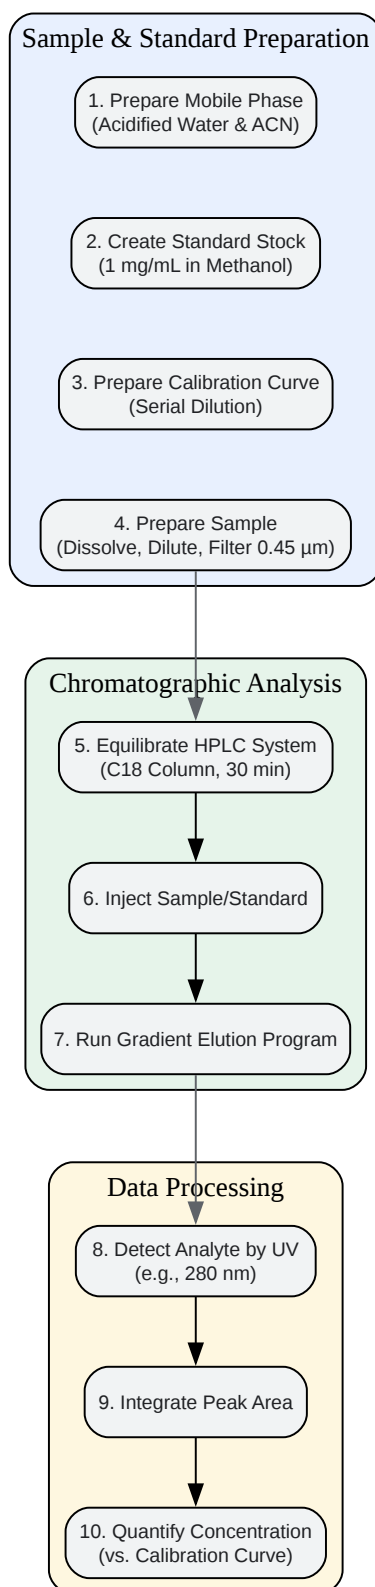 Sample & Standard Preparation
1. Prepare Mobile Phase
(Acidified Water & ACN)
2. Create Standard Stock
(1 mg/mL in Methanol)
3. Prepare Calibration Curve
(Serial Dilution)
4. Prepare Sample
(Dissolve, Dilute, Filter 0.45 µm)
Chromatographic Analysis
5. Equilibrate HPLC System
(C18 Column, 30 min)
6. Inject Sample/Standard
7. Run Gradient Elution Program
Data Processing
8. Detect Analyte by UV
(e.g., 280 nm)
9. Integrate Peak Area
10. Quantify Concentration
(vs. Calibration Curve)